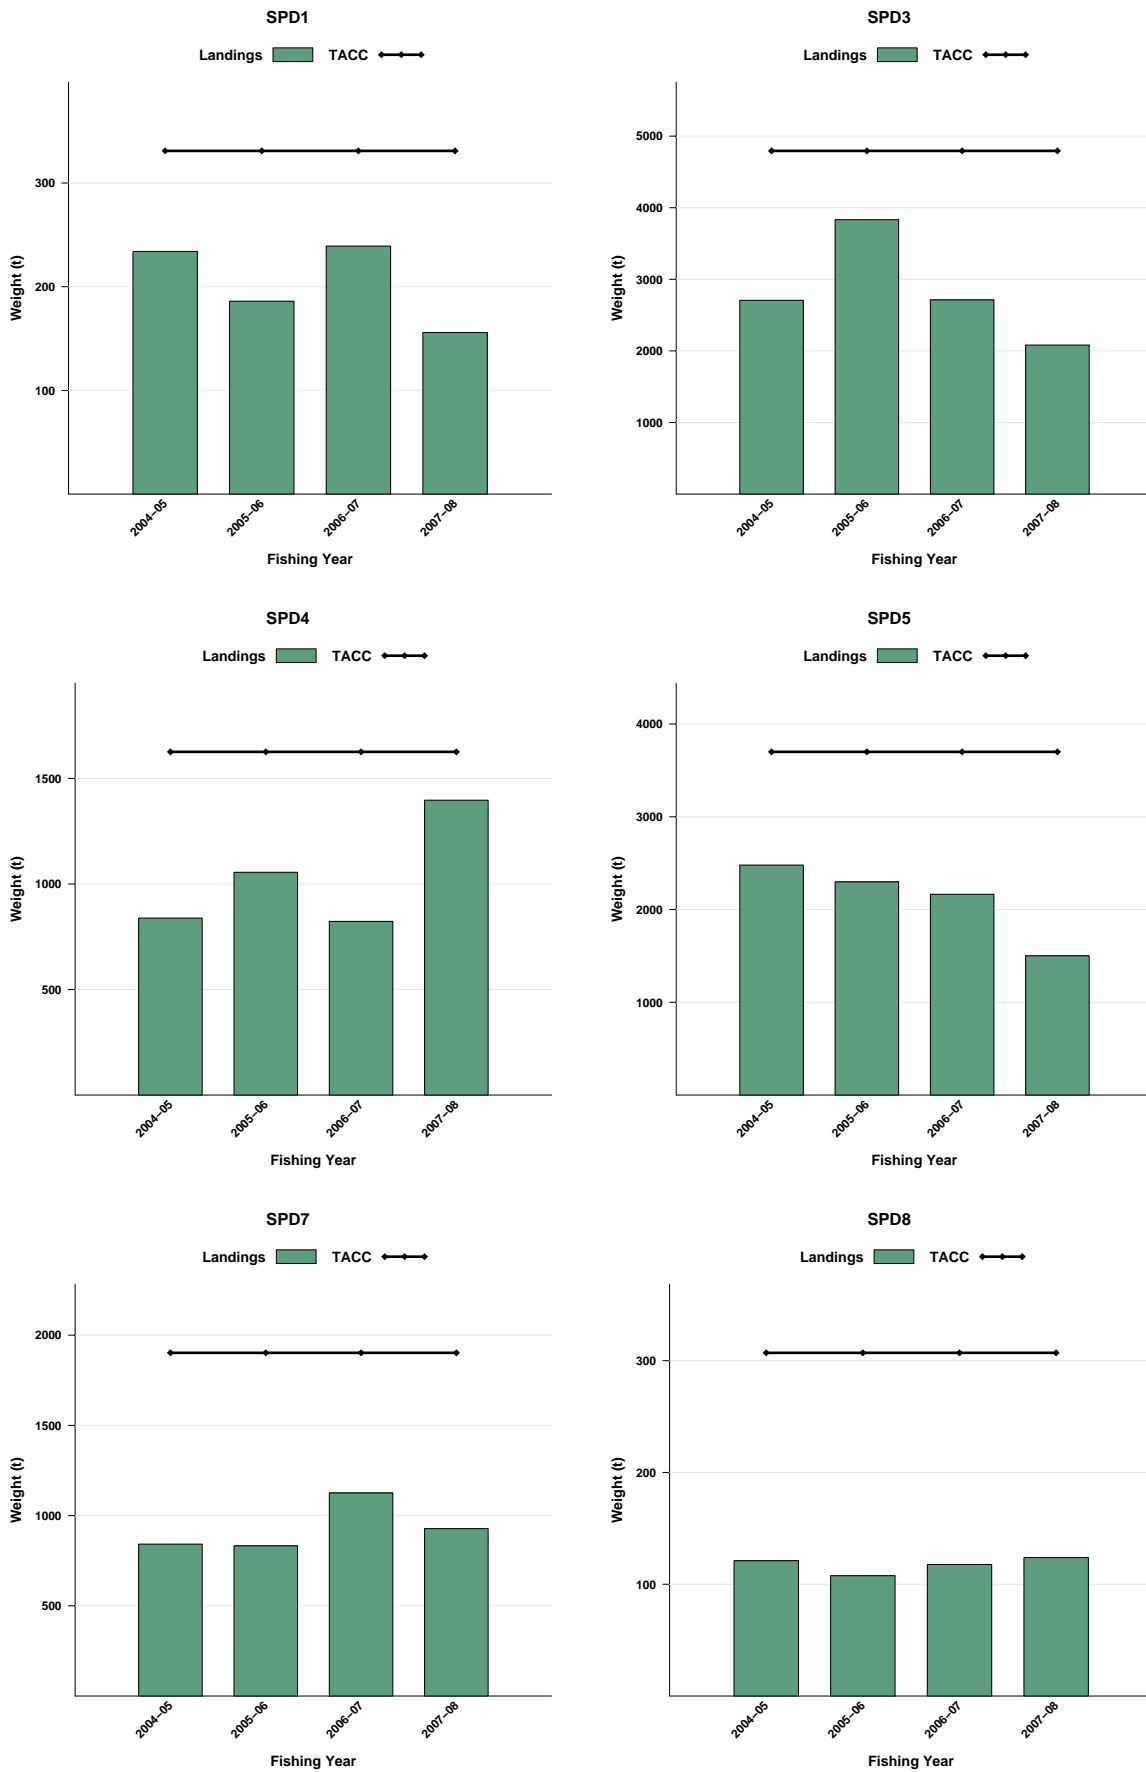 SPD1
Landings TACC
Weight (t)
300
200
100
2004–05 2005–06 2006–07 2007–08
Fishing Year
SPD3
Landings TACC
Weight (t)
5000
4000
3000
2000
1000
2004–05 2005–06 2006–07 2007–08
Fishing Year
SPD4
Landings TACC
Weight (t)
1500
1000
500
2004–05 2005–06 2006–07 2007–08
Fishing Year
SPD5
Landings TACC
Weight (t)
4000
3000
2000
1000
2004–05 2005–06 2006–07 2007–08
Fishing Year
SPD7
Landings TACC
Weight (t)
2000
1500
1000
500
2004–05 2005–06 2006–07 2007–08
Fishing Year
SPD8
Landings TACC
Weight (t)
300
200
100
2004–05 2005–06 2006–07 2007–08
Fishing Year